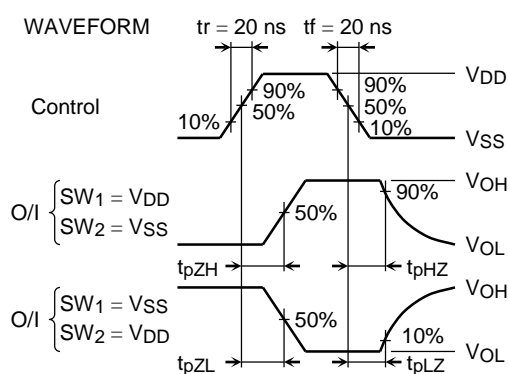 WAVEFORM
tr = 20 ns
tf = 20 ns
Control
10%
90%
50%
90%
50%
10%
VDD
VSS
O/I
SW1 = VDD
SW2 = VSS
50%
90%
VOH
VOL
tpZH
tpHZ
O/I
SW1 = VSS
SW2 = VDD
50%
10%
VOH
VOL
tpZL
tpLZ